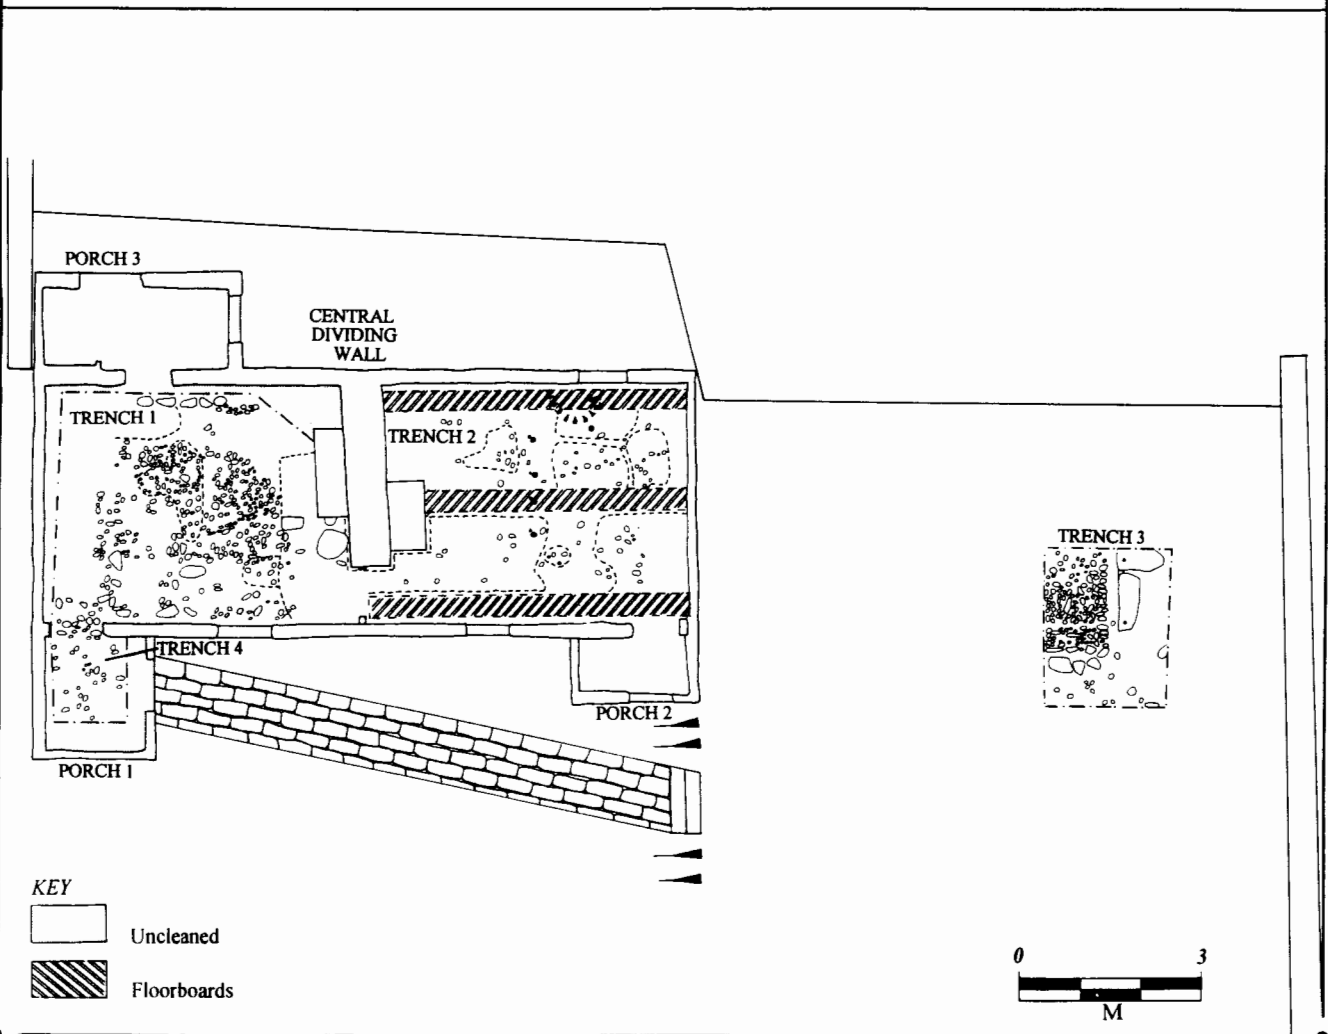 PORCH 3
CENTRAL
DIVIDING
WALL
TRENCH 1
TRENCH 2
TRENCH 3
TRENCH 4
PORCH 2
PORCH 1
KEY
Uncleaned
Floorboards
0 3
M